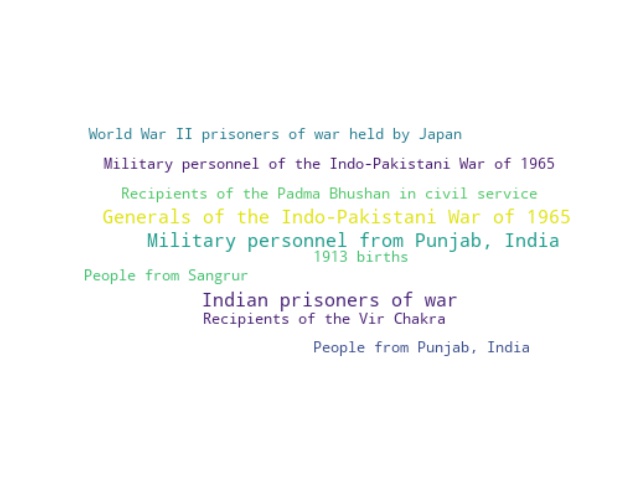 World War II prisoners of war held by Japan
Military personnel of the Indo-Pakistani War of 1965
Recipients of the Padma Bhushan in civil service
Generals of the Indo-Pakistani War of 1965
Military personnel from Punjab, India
1913 births
People from Sangrur
Indian prisoners of war
Recipients of the Vir Chakra
People from Punjab, India